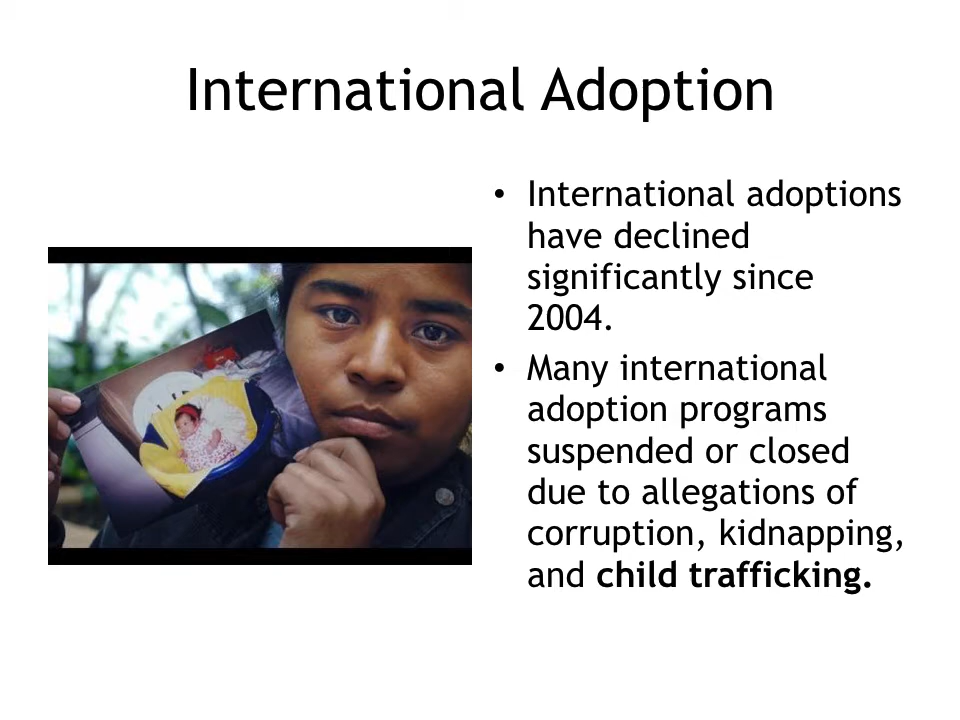 International Adoption
• International adoptions
have declined
significantly since
2004.
• Many international
adoption programs
suspended or closed
due to allegations of
corruption, kidnapping,
and child trafficking.